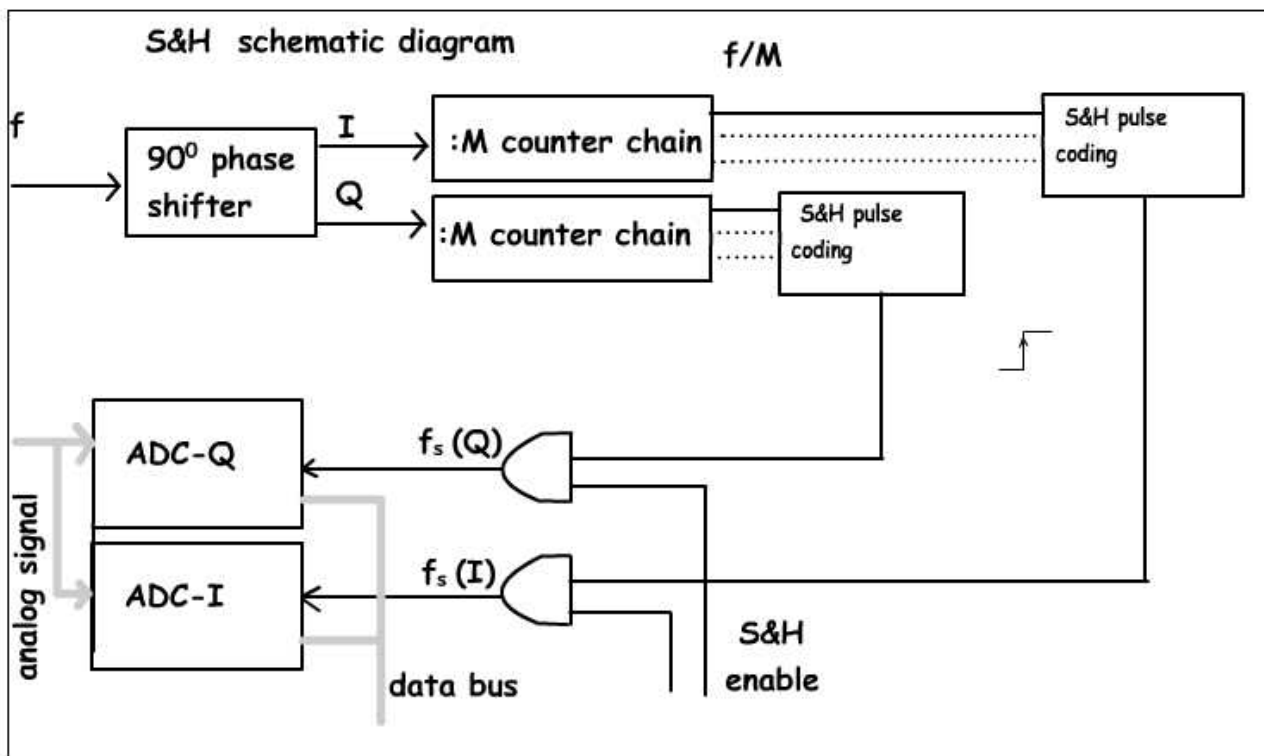 S&H schematic diagram
f/M
f
90⁰ phase
shifter
I
Q
:M counter chain
:M counter chain
S&H pulse
coding
S&H pulse
coding
analog signal
ADC-Q
ADC-I
fₛ (Q)
fₛ (I)
S&H
enable
data bus